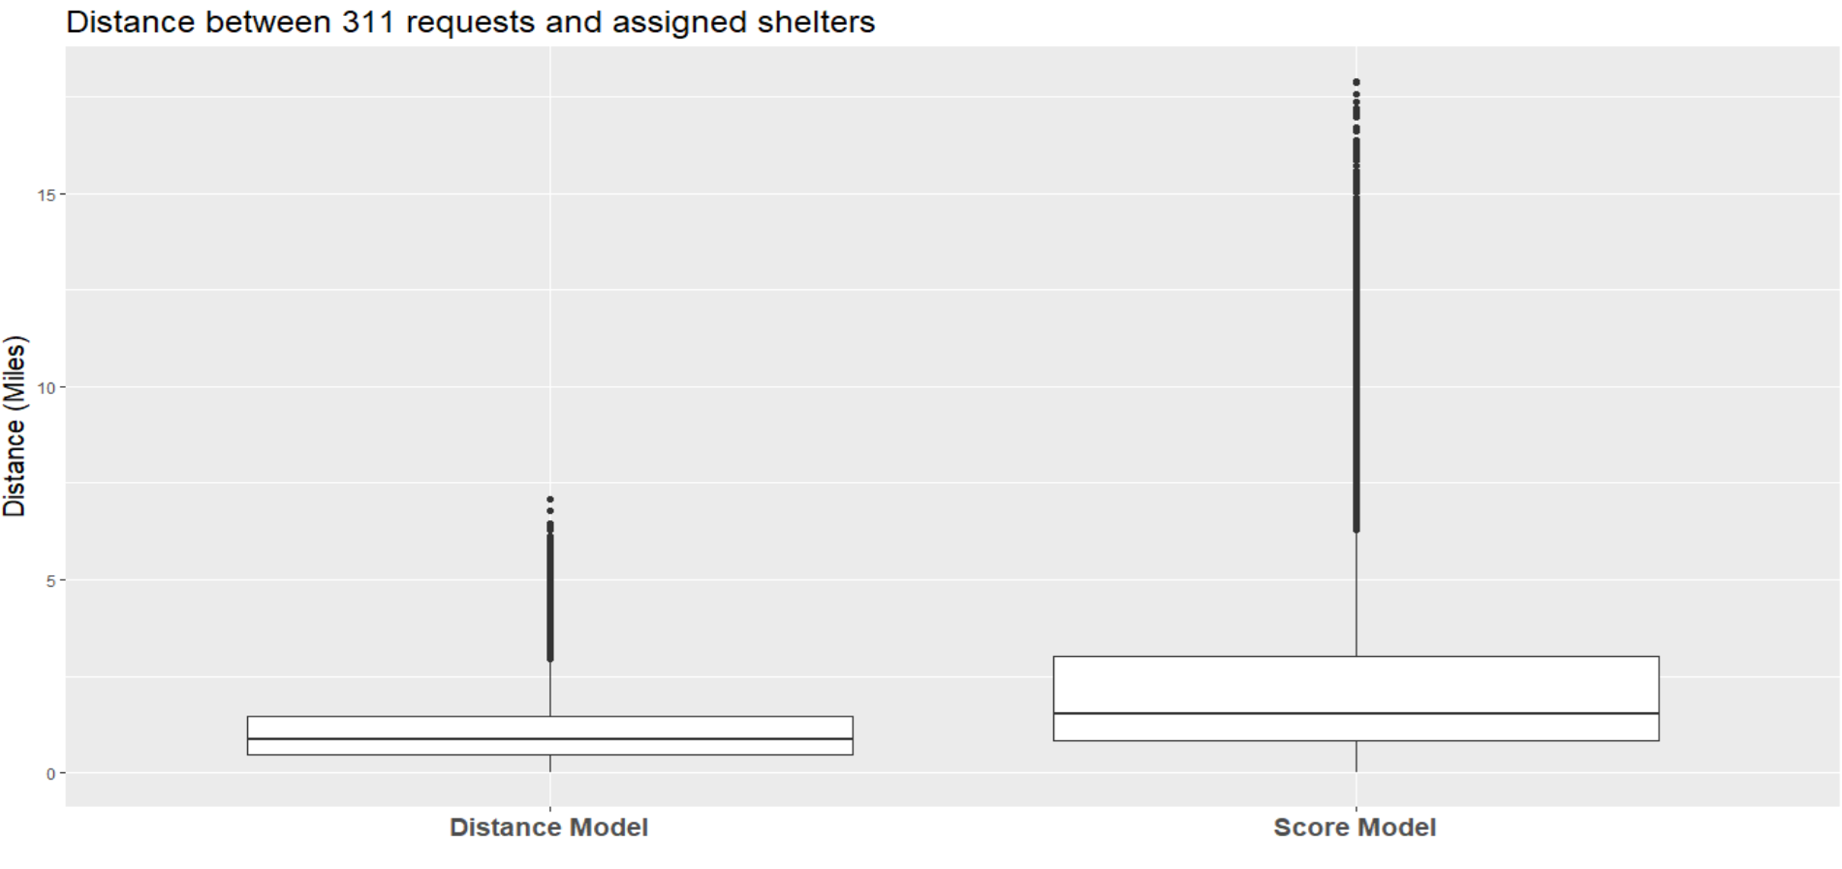 Distance between 311 requests and assigned shelters
Distance (Miles)
15
10
5
0
Distance Model
Score Model